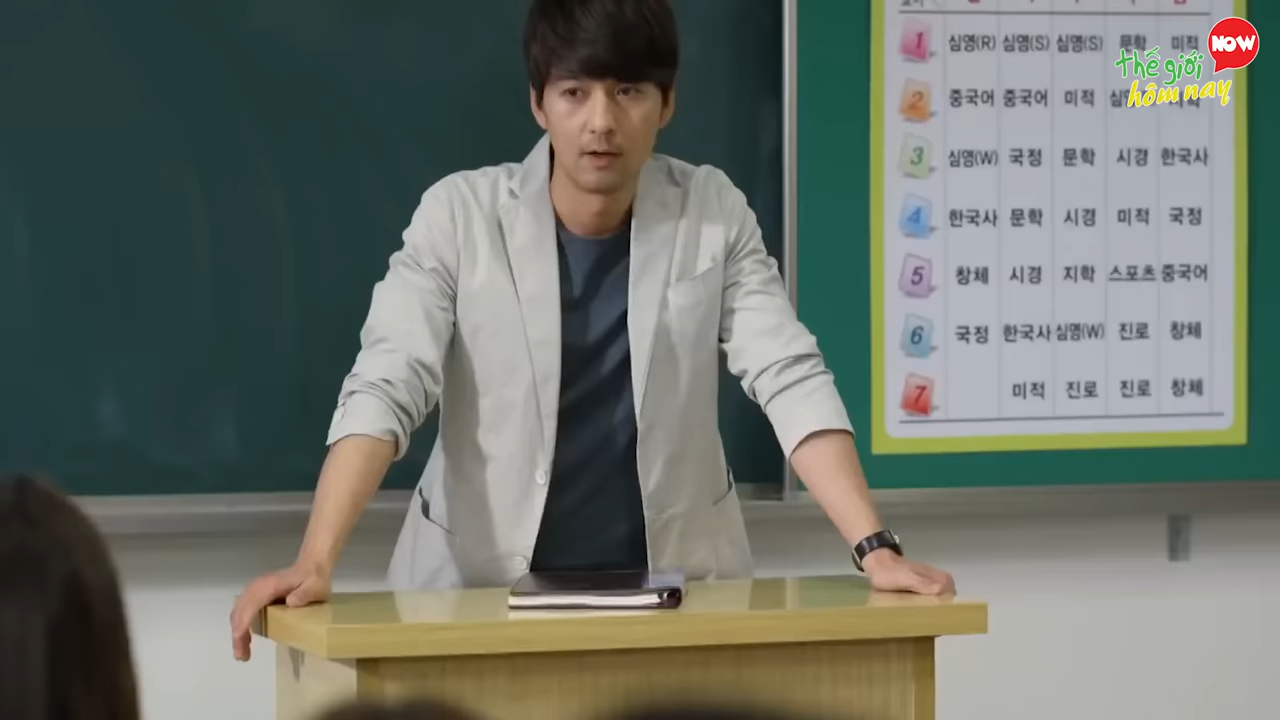 1 심영(R) 심영(S) 심영(S) 문학 미적
2 중국어 중국어 미적
3 심영(W) 국정 문학 시경 한국사
4 한국사 문학 시경 미적 국정
5 창체 시경 지학 스포츠 중국어
6 국정 한국사 심영(W) 진로 창체
7 미적 진로 진로 창체
NOW
thế giới
hôm nay